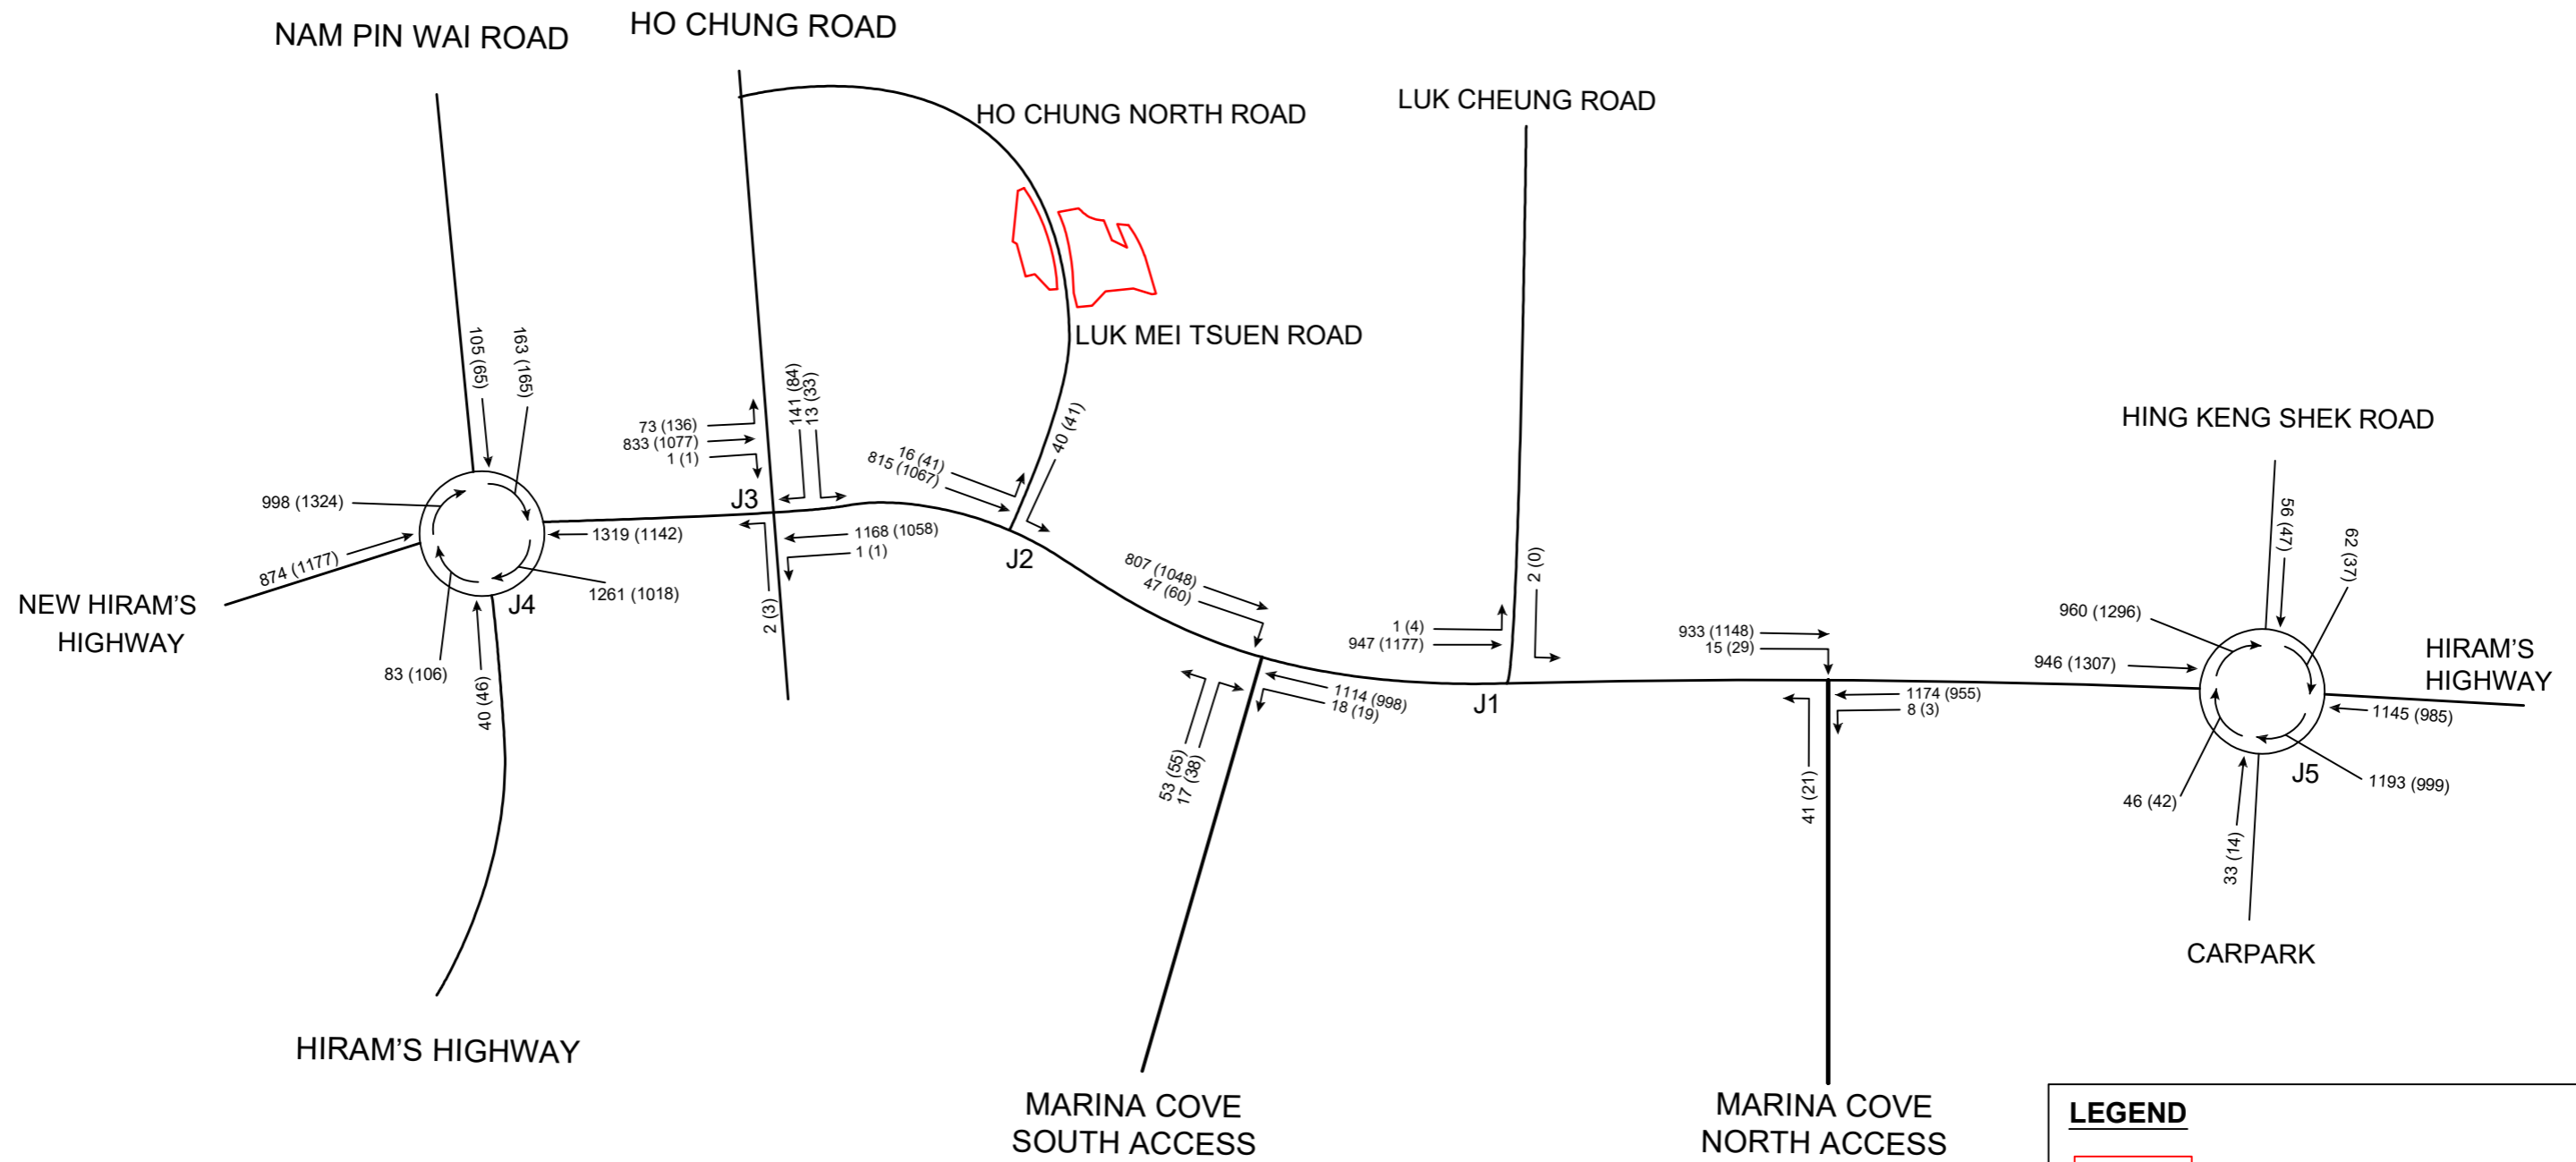 NAM PIN WAI ROAD
HO CHUNG ROAD
HO CHUNG NORTH ROAD
LUK CHEUNG ROAD
LUK MEI TSUEN ROAD
HING KENG SHEK ROAD
105 (65)
163 (165)
998 (1324)
874 (1177)
NEW HIRAM'S
HIGHWAY
1319 (1142)
1261 (1018)
J4
83 (106)
40 (46)
HIRAM'S HIGHWAY
73 (136)
833 (1077)
1 (1)
J3
141 (84)
13 (33)
1168 (1058)
1 (1)
2 (3)
16 (41)
815 (1067)
40 (41)
J2
807 (1048)
47 (60)
53 (55)
17 (38)
1114 (998)
18 (19)
MARINA COVE
SOUTH ACCESS
1 (4)
947 (1177)
2 (0)
J1
933 (1148)
15 (29)
1174 (955)
8 (3)
41 (21)
MARINA COVE
NORTH ACCESS
56 (47)
62 (37)
960 (1296)
946 (1307)
HIRAM'S
HIGHWAY
1145 (985)
1193 (999)
J5
46 (42)
33 (14)
CARPARK
LEGEND